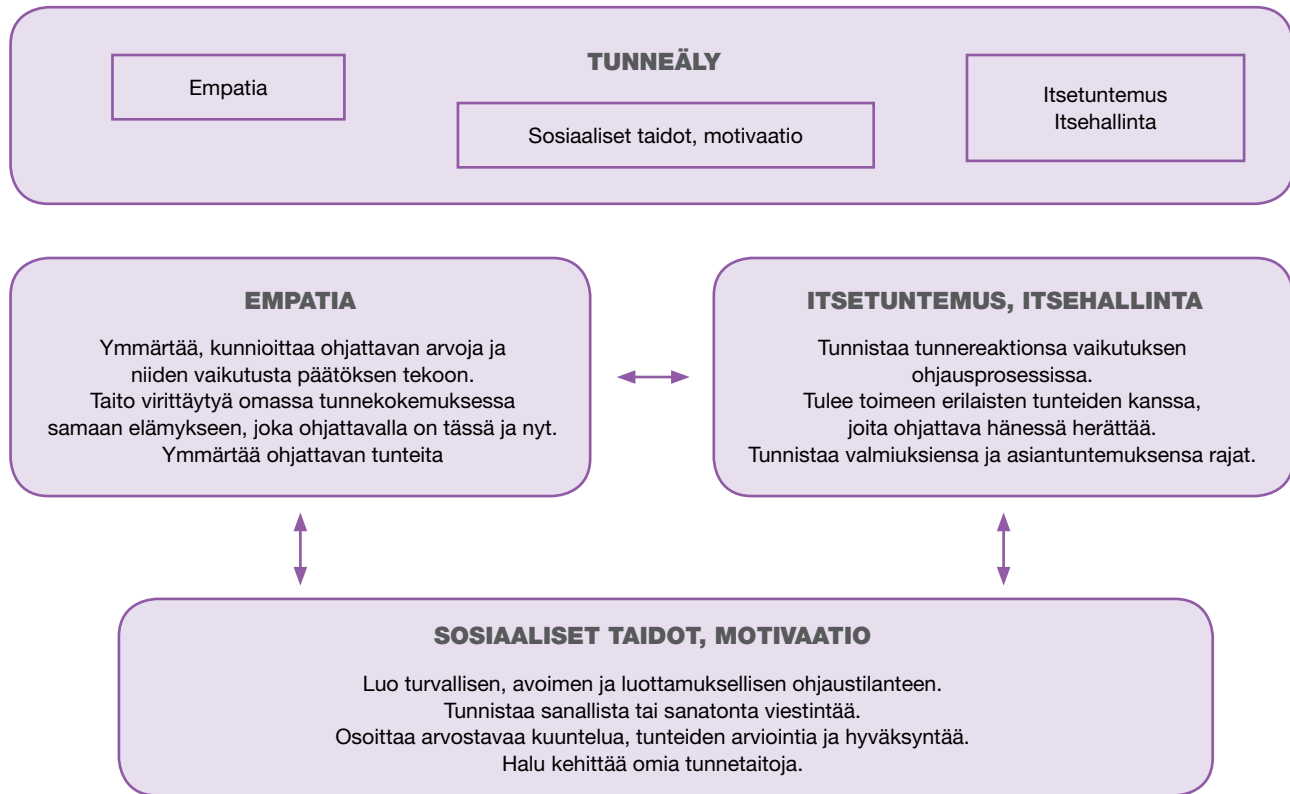 TUNNEÄLY
Empatia
Sosiaaliset taidot, motivaatio
Itsetuntemus
Itsehallinta
EMPATIA
Ymmärtää, kunnioittaa ohjattavan arvoja ja
niiden vaikutusta päätöksen tekoon.
Taito virittäytyä omassa tunnekokemuksessa
samaan elämykseen, joka ohjattavalla on tässä ja nyt.
Ymmärtää ohjattavan tunteita
ITSETUNTEMUS, ITSEHALLINTA
Tunnistaa tunnereaktionsa vaikutuksen
ohjausprosessissa.
Tulee toimeen erilaisten tunteiden kanssa,
joita ohjattava hänessä herättää.
Tunnistaa valmiuksiensa ja asiantuntemuksensa rajat.
SOSIAALISET TAIDOT, MOTIVAATIO
Luo turvallisen, avoimen ja luottamuksellisen ohjaustilanteen.
Tunnistaa sanallista tai sanatonta viestintää.
Osoittaa arvostavaa kuuntelua, tunteiden arviointia ja hyväksyntää.
Halu kehittää omia tunnetaitoja.